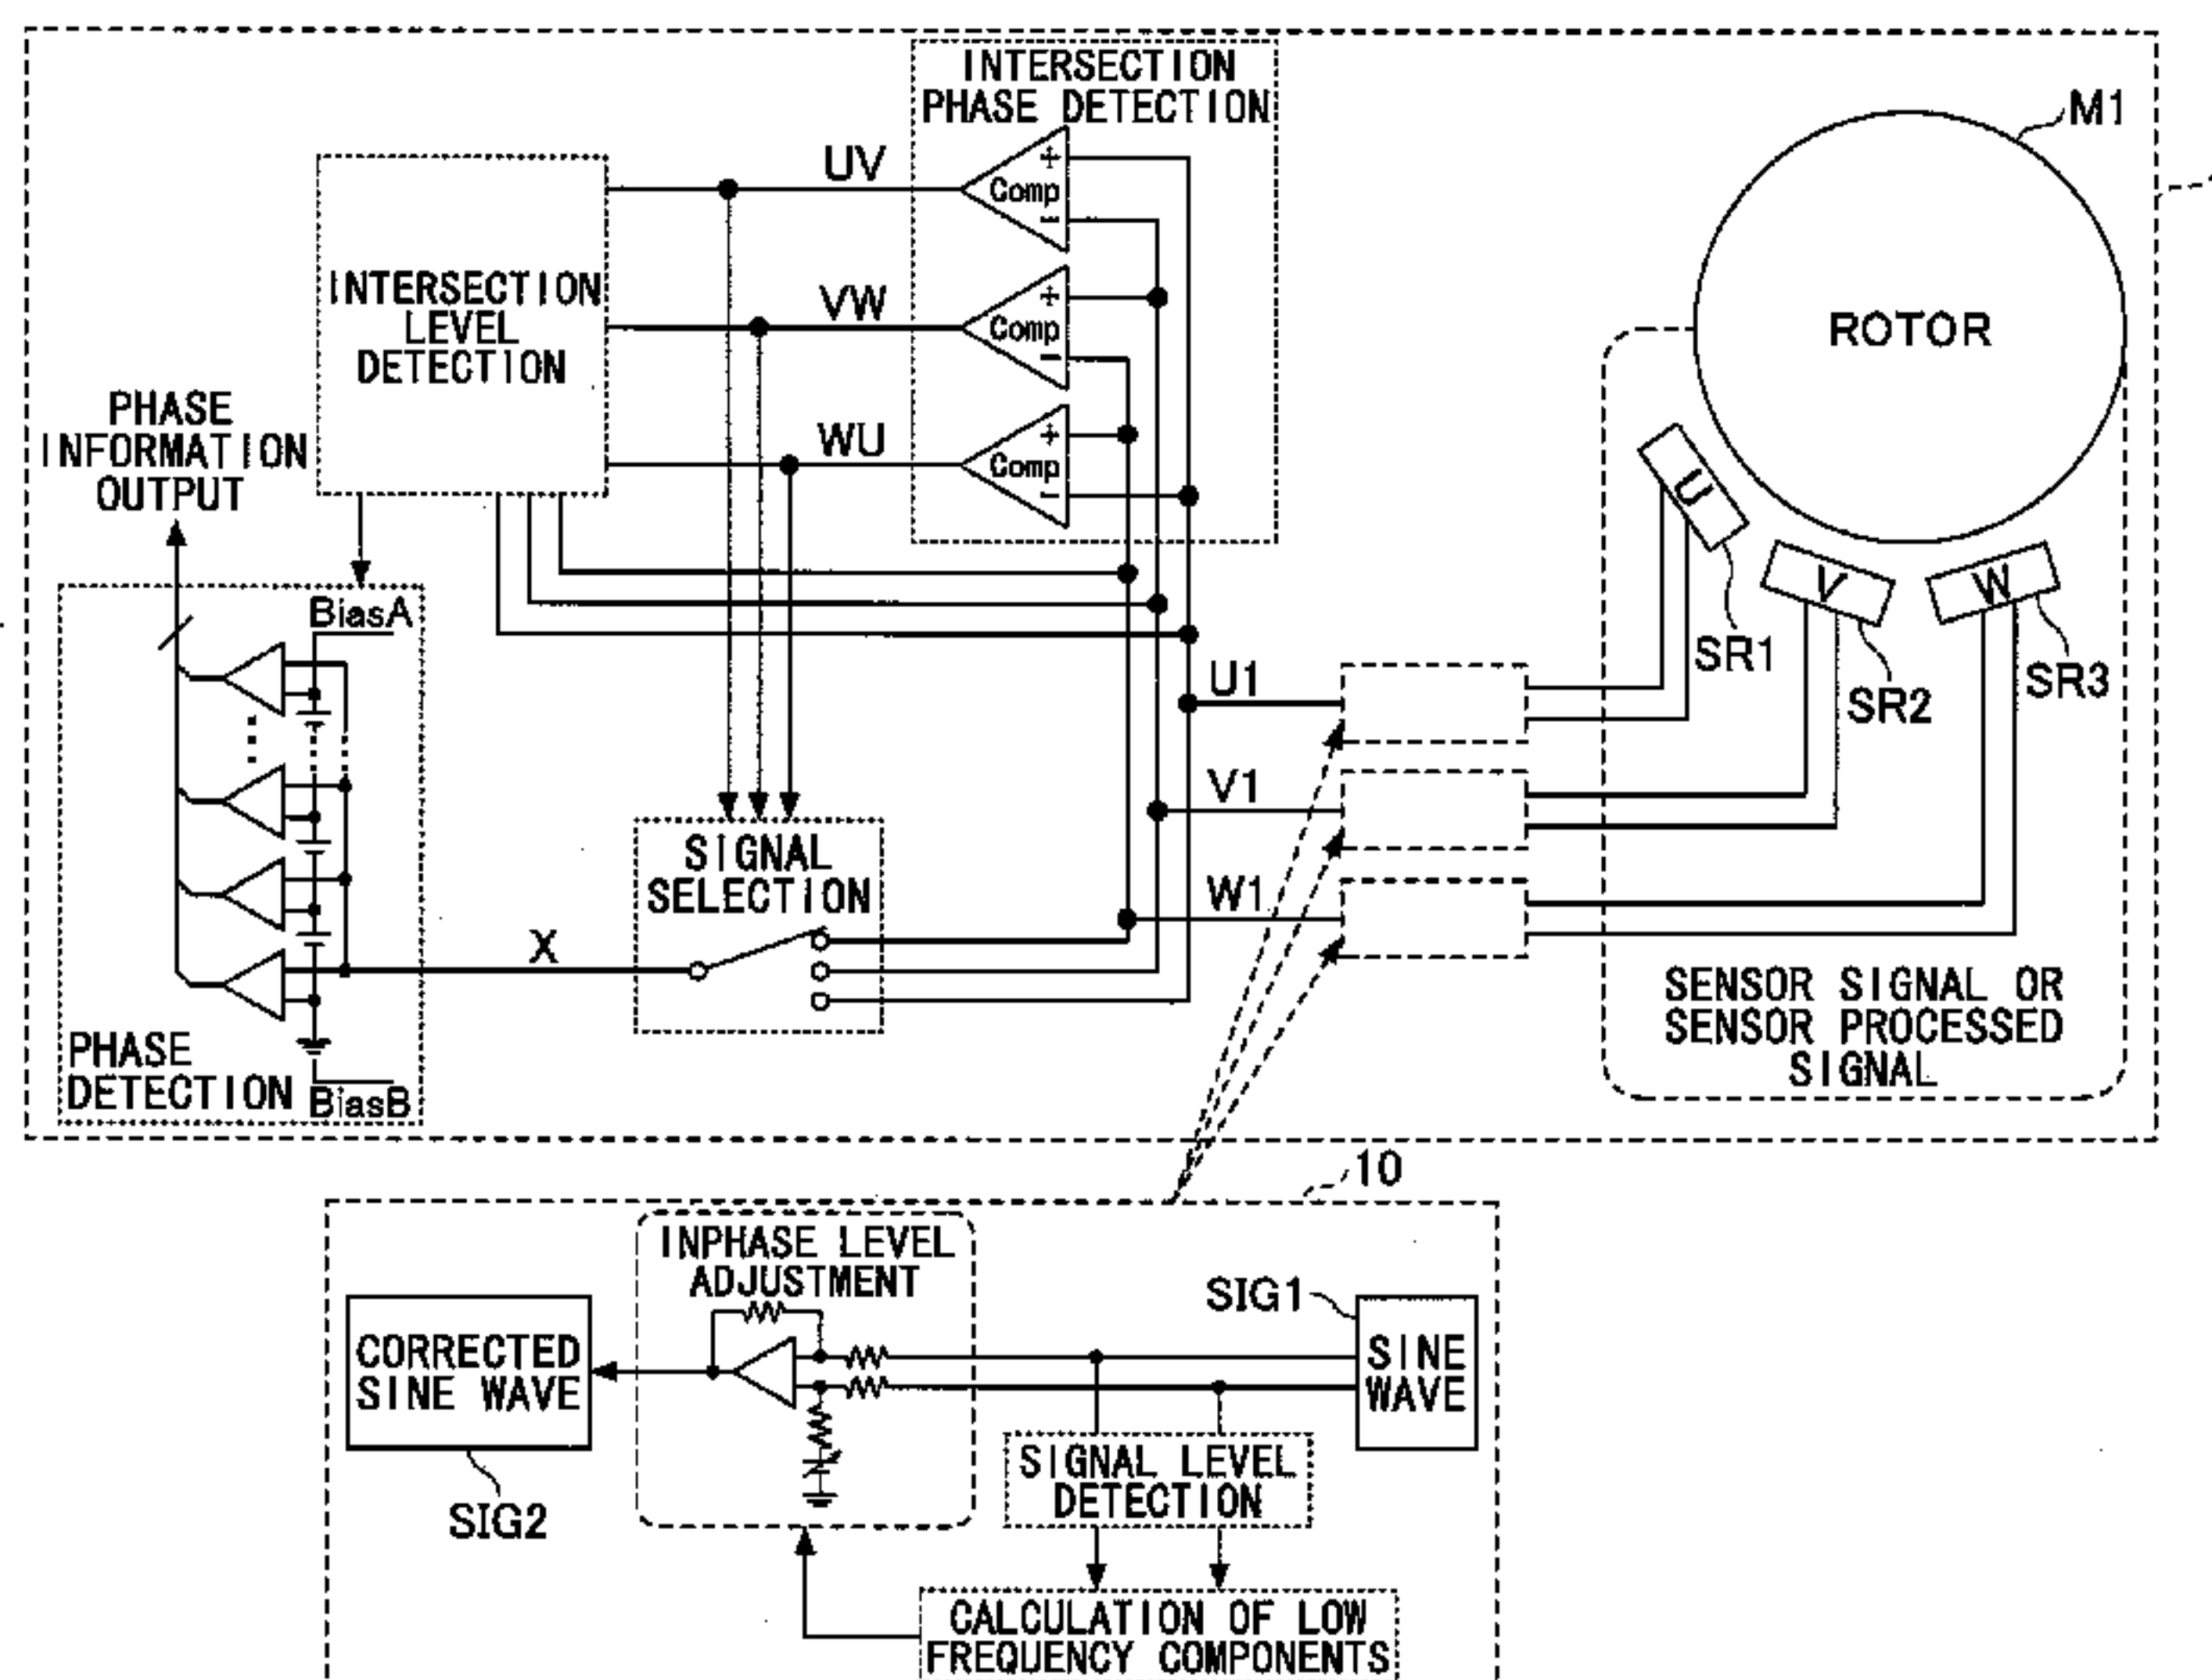 INTERSECTION
PHASE DETECTION
M1
UV
+
Comp
-
INTERSECTION
LEVEL
DETECTION
VW
+
Comp
-
ROTOR
PHASE
INFORMATION
OUTPUT
WU
+
Comp
-
U
V
W
SR1
SR2
SR3
BiasA
U1
V1
SIGNAL
SELECTION
W1
X
SENSOR SIGNAL OR
SENSOR PROCESSED
SIGNAL
PHASE
DETECTION
BiasB
10
INPHASE LEVEL
ADJUSTMENT
SIG1
CORRECTED
SINE WAVE
SINE
WAVE
SIGNAL LEVEL
DETECTION
SIG2
CALCULATION OF LOW
FREQUENCY COMPONENTS